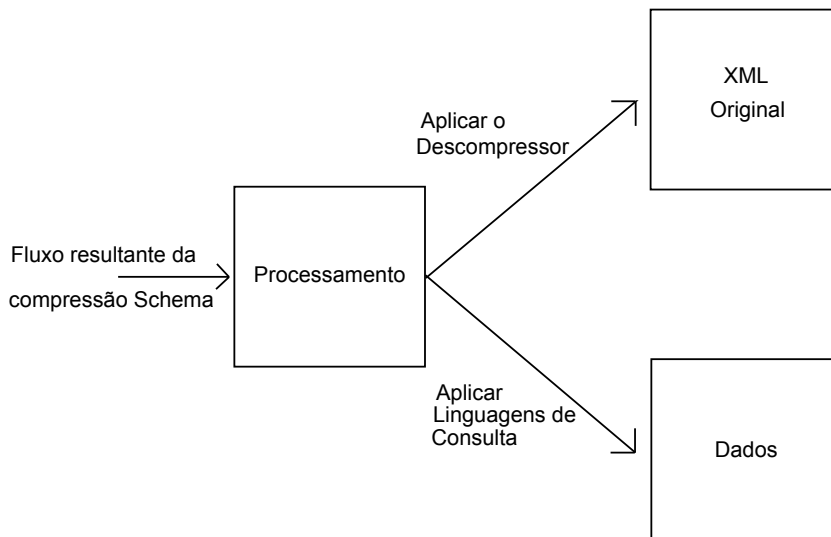 Fluxo resultante da
compressão Schema
Processamento
Aplicar o
Descompressor
XML
Original
Aplicar
Linguagens de
Consulta
Dados